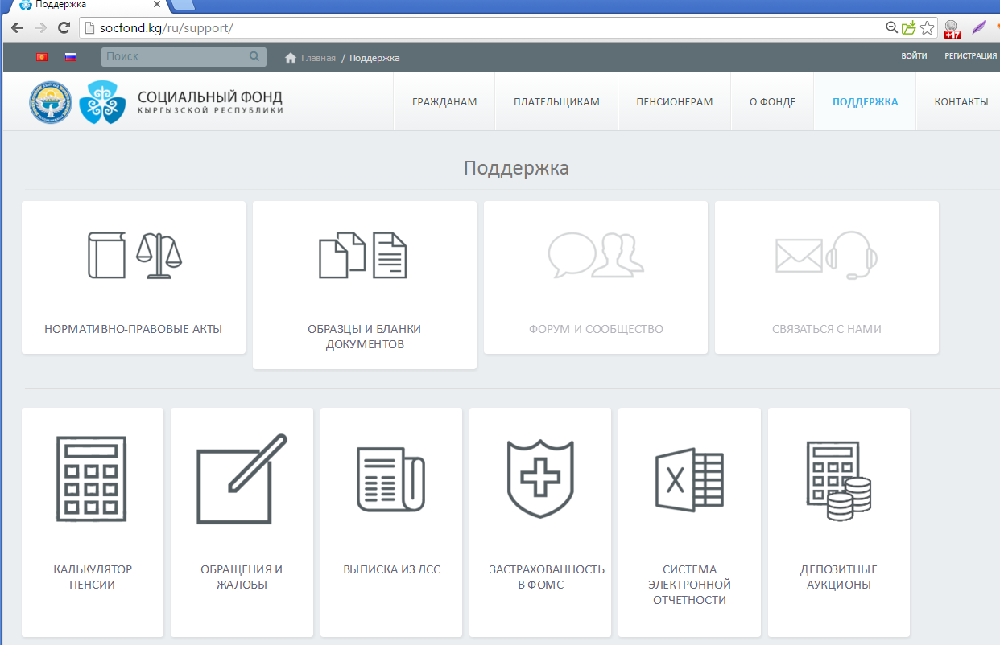 Поддержка
socfond.kg/ru/support/
+17
Поиск
Главная / Поддержка
ВОЙТИ
РЕГИСТРАЦИЯ
СОЦИАЛЬНЫЙ ФОНД
КЫРГЫЗСКОЙ РЕСПУБЛИКИ
ГРАЖДАНАМ
ПЛАТЕЛЬЩИКАМ
ПЕНСИОНЕРАМ
О ФОНДЕ
ПОДДЕРЖКА
КОНТАКТЫ
Поддержка
НОРМАТИВНО-ПРАВОВЫЕ АКТЫ
ОБРАЗЦЫ И БЛАНКИ
ДОКУМЕНТОВ
ФОРУМ И СООБЩЕСТВО
СВЯЗАТЬСЯ С НАМИ
КАЛЬКУЛЯТОР
ПЕНСИИ
ОБРАЩЕНИЯ И
ЖАЛОБЫ
ВЫПИСКА ИЗ ЛСС
ЗАСТРАХОВАННОСТЬ
В ФОМС
X
СИСТЕМА
ЭЛЕКТРОННОЙ
ОТЧЕТНОСТИ
ДЕПОЗИТНЫЕ
АУКЦИОНЫ